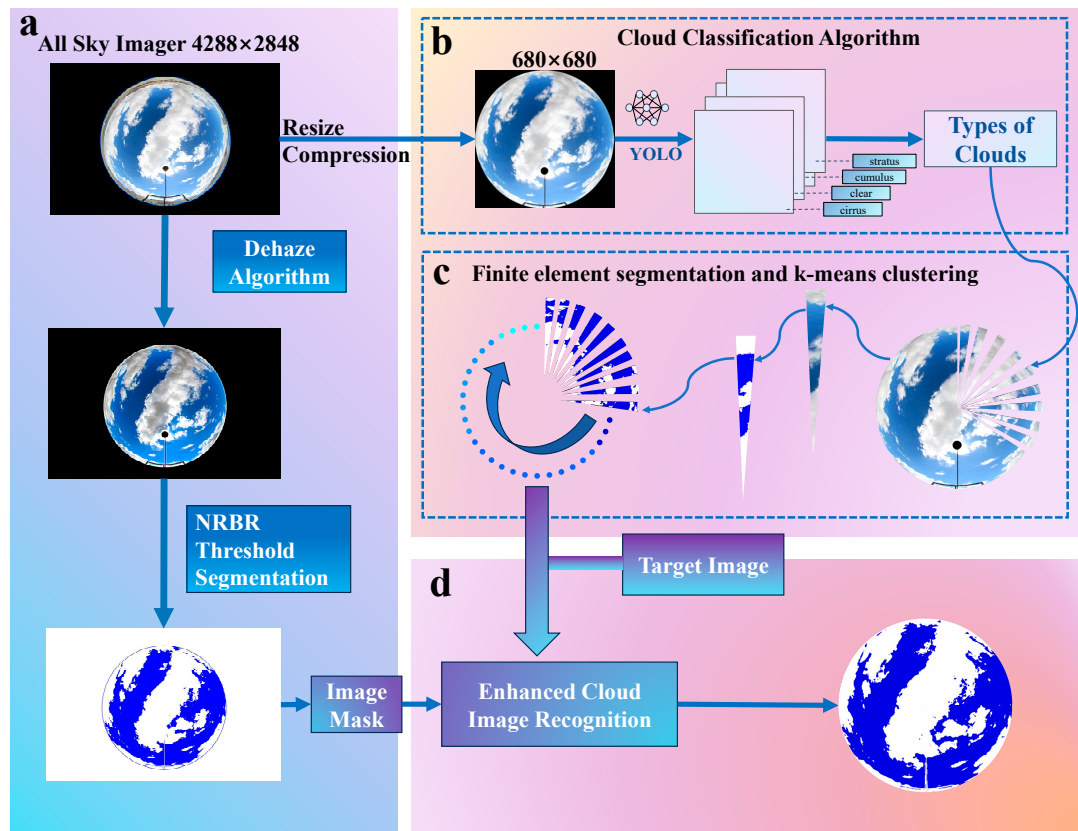 a
All Sky Imager 4288×2848
Resize
Compression
Dehaze
Algorithm
NRBR
Threshold
Segmentation
Image
Mask
b
Cloud Classification Algorithm
680×680
YOLO
stratus
cumulus
clear
cirrus
Types of
Clouds
c
Finite element segmentation and k-means clustering
Target Image
d
Enhanced Cloud
Image Recognition